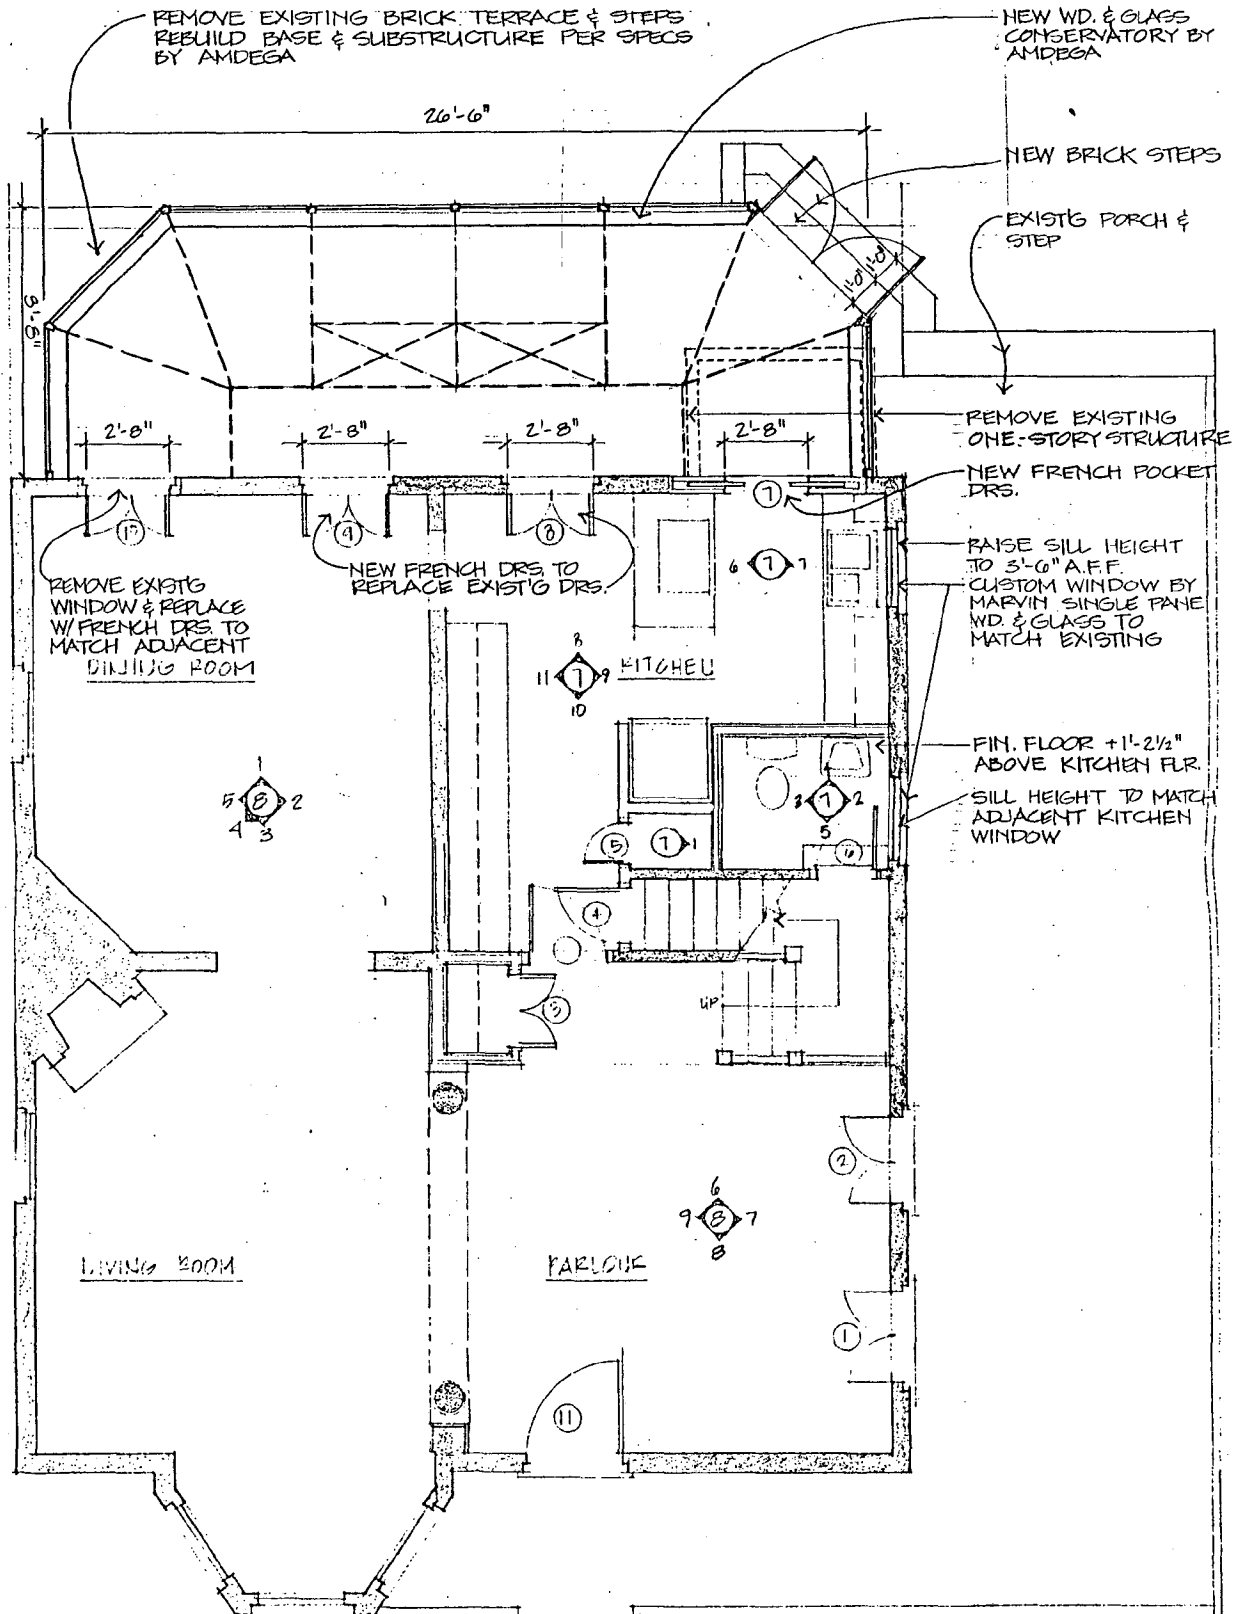 REMOVE EXISTING BRICK TERRACE & STEPS
REBUILD BASE & SUBSTRUCTURE PER SPECS
BY AMDEGA
NEW WD. & GLASS
CONSERVATORY BY
AMDEGA
26'-6"
NEW BRICK STEPS
EXIST'G PORCH &
STEP
1'-0"
1'-0"
8'-8"
REMOVE EXISTING
ONE-STORY STRUCTURE
2'-8"
2'-8"
2'-8"
2'-8"
NEW FRENCH POCKET
DRS.
7
9
8
6 7 7
REMOVE EXIST'G
WINDOW & REPLACE
W/ FRENCH DRS. TO
MATCH ADJACENT
NEW FRENCH DRS. TO
REPLACE EXIST'G DRS.
RAISE SILL HEIGHT
TO 3'-6" A.F.F.
CUSTOM WINDOW BY
MARVIN SINGLE PANE
WD. & GLASS TO
MATCH EXISTING
DINING ROOM
KITCHEN
8
11 7 9
10
FIN. FLOOR +1'-2½"
ABOVE KITCHEN FLR.
SILL HEIGHT TO MATCH
ADJACENT KITCHEN
WINDOW
1
5 8 2
4 3
3 7 2
5
5
7 1
6
4
3
UP
2
6
9 8 7
8
LIVING ROOM
PARLOUR
1
11